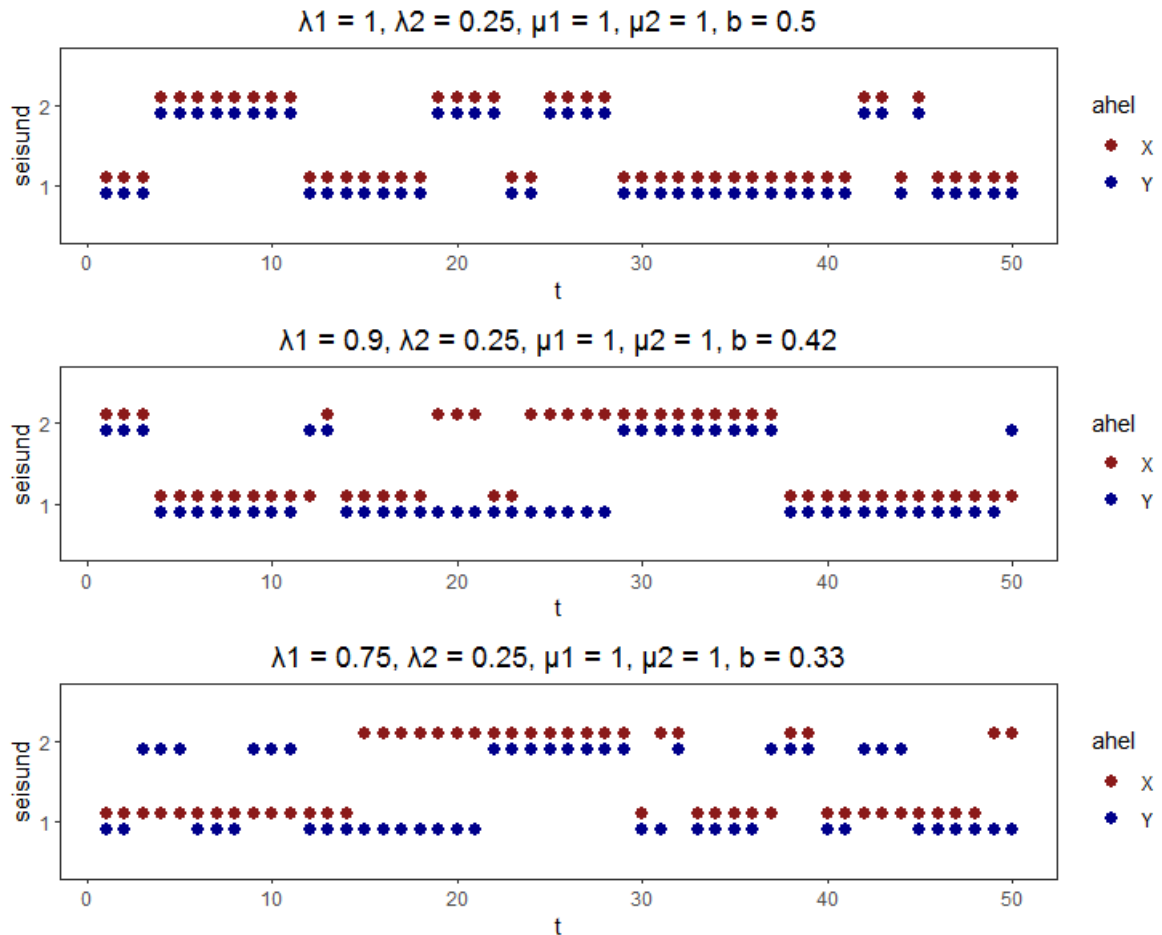 λ1 = 1, λ2 = 0.25, μ1 = 1, μ2 = 1, b = 0.5
seisund
2
1
0 10 20 30 40 50
t
ahel
X
Y
λ1 = 0.9, λ2 = 0.25, μ1 = 1, μ2 = 1, b = 0.42
seisund
2
1
0 10 20 30 40 50
t
ahel
X
Y
λ1 = 0.75, λ2 = 0.25, μ1 = 1, μ2 = 1, b = 0.33
seisund
2
1
0 10 20 30 40 50
t
ahel
X
Y